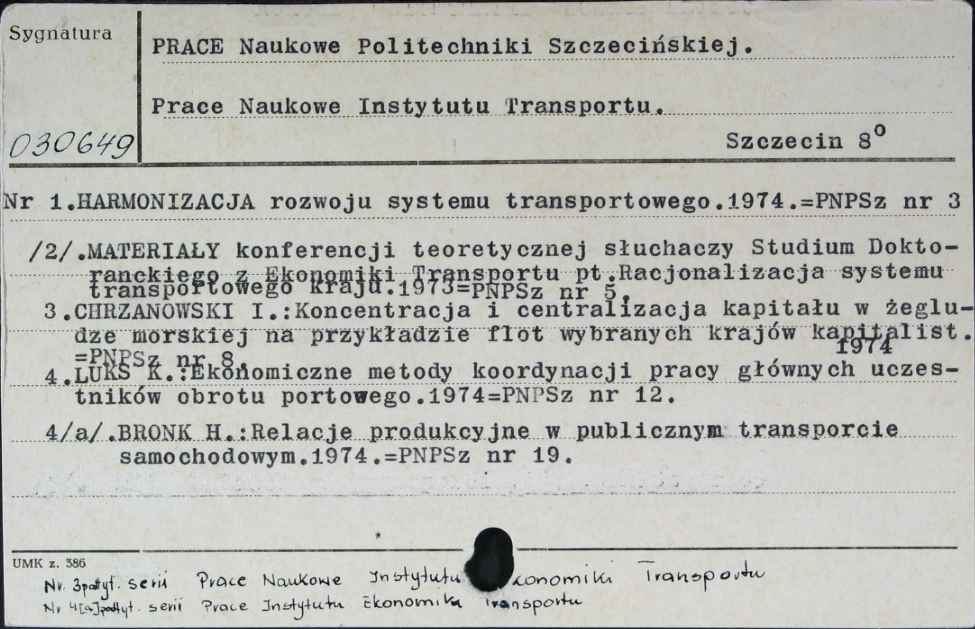 Sygnatura
PRACE Naukowe Politechniki Szczecińskiej.
Prace Naukowe Instytutu Transportu.
030649
Szczecin 8⁰
Nr 1.HARMONIZACJA rozwoju systemu transportowego.1974.=PNPSz nr 3
/2/.MATERIAŁY konferencji teoretycznej słuchaczy Studium Dokto-
ranckiego z Ekonomiki Transportu pt.Racjonalizacja systemu
transportowego kraju.1973=PNPSz nr 5.
3.CHRZANOWSKI I.:Koncentracja i centralizacja kapitału w żeglu-
dze morskiej na przykładzie flot wybranych krajów kapitalist.
1974
=PNPSz nr 8.
4.LUKS K.:Ekonomiczne metody koordynacji pracy głównych uczes-
tników obrotu portowego.1974=PNPSz nr 12.
4/a/.BRONK H.:Relacje produkcyjne w publicznym transporcie
samochodowym.1974.=PNPSz nr 19.
UMK z. 386
Nr. 3 podtyt. serii Prace Naukowe Instytutu konomiki Transportu
Nr 4[a] podtyt. serii Prace Instytutu Ekonomiki Transportu